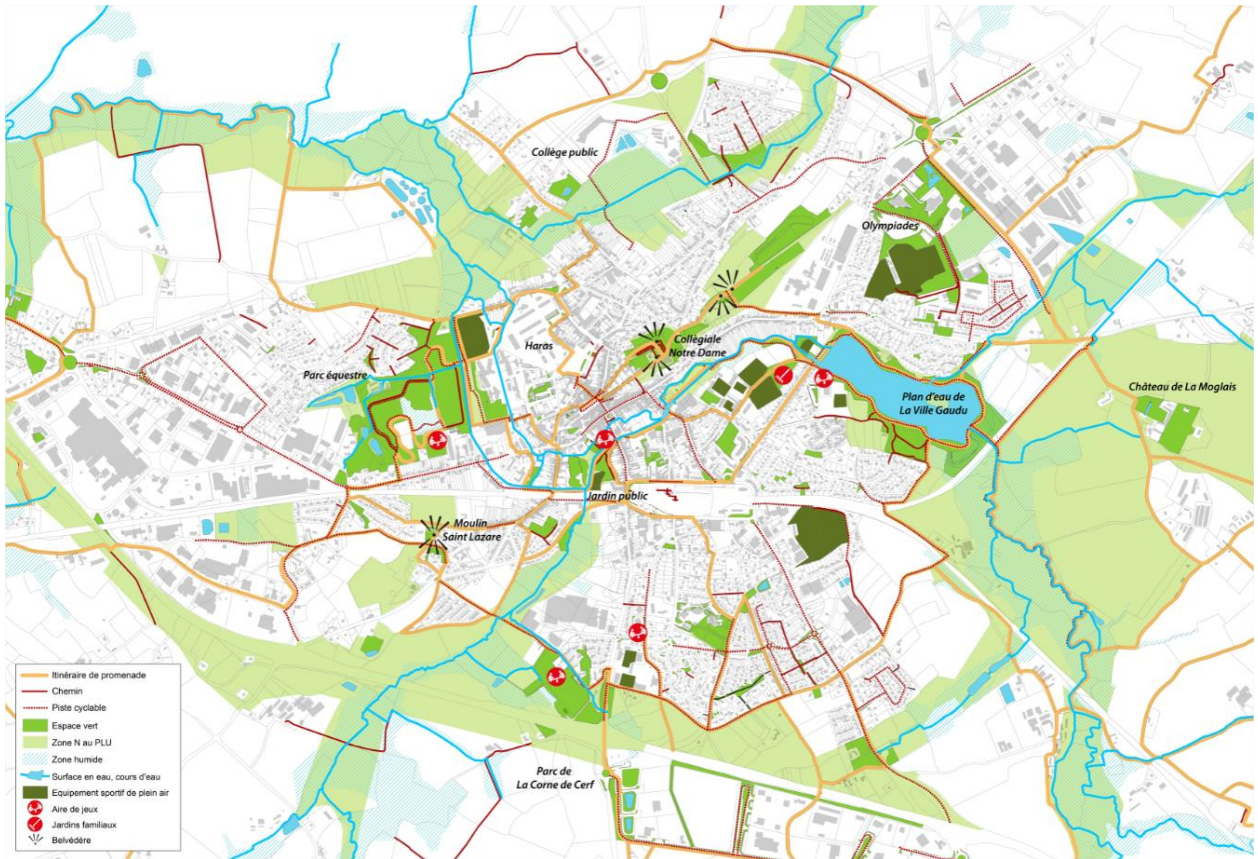 Collège public
Olympiades
Haras
Collégiale
Notre Dame
Parc équestre
Plan d'eau de
La Ville Gaudu
Château de La Moglais
Jardin public
Moulin
Saint Lazare
Parc de
La Corne de Cerf
Itinéraire de promenade
Chemin
Piste cyclable
Espace vert
Zone N au PLU
Zone humide
Surface en eau, cours d'eau
Equipement sportif de plein air
Aire de jeux
Jardins familiaux
Belvédère